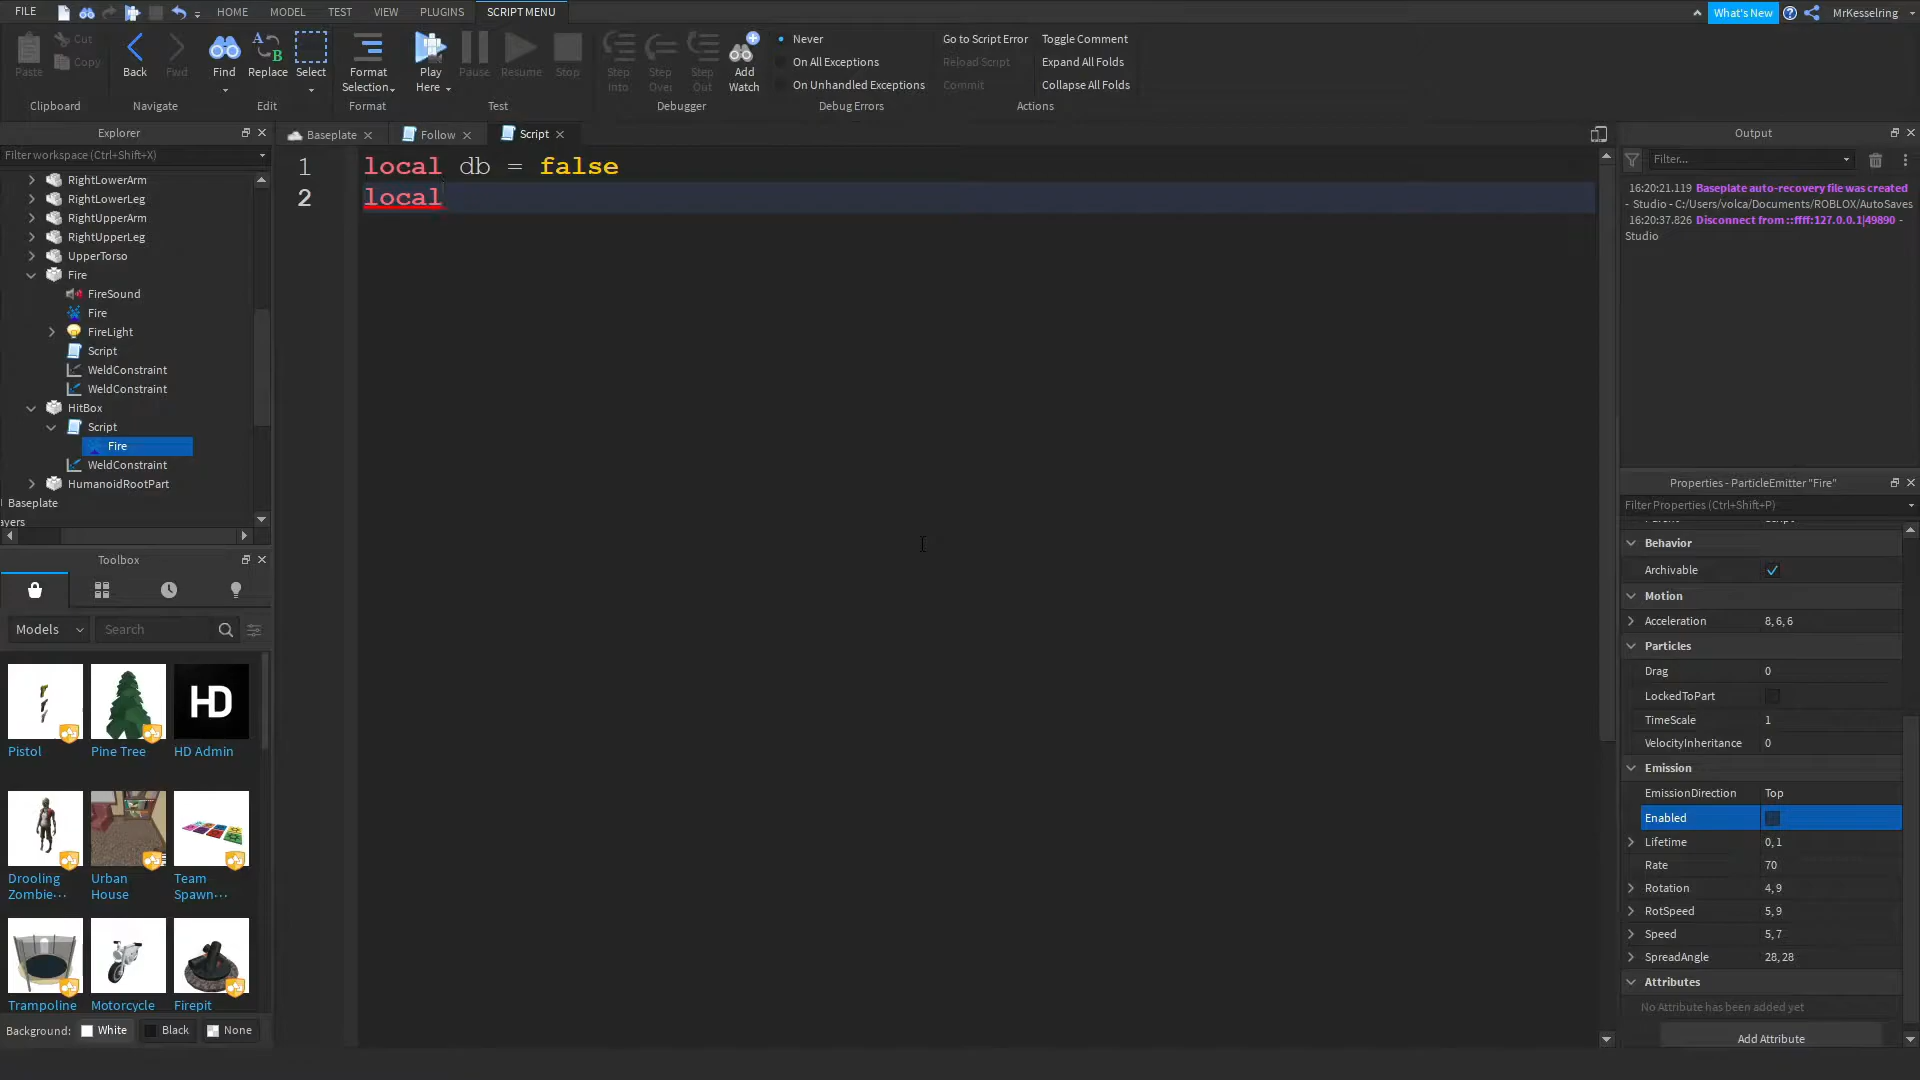 FILE
HOME
MODEL
TEST
VIEW
PLUGINS
SCRIPT MENU
What's New
MrKesselring
Paste
Cut
Copy
Clipboard
Back
Fwd
Navigate
Find
Replace
Select
Edit
Format
Selection
Format
Play
Here
Pause
Resume
Stop
Test
Step
Into
Step
Over
Step
Out
Add
Watch
Debugger
Never
On All Exceptions
On Unhandled Exceptions
Debug Errors
Go to Script Error
Reload Script
Commit
Toggle Comment
Expand All Folds
Collapse All Folds
Actions
Explorer
Filter workspace (Ctrl+Shift+X)
RightLowerArm
RightLowerLeg
RightUpperArm
RightUpperLeg
UpperTorso
Fire
FireSound
Fire
FireLight
Script
WeldConstraint
WeldConstraint
HitBox
Script
Fire
WeldConstraint
HumanoidRootPart
Baseplate
ayers
Toolbox
Models
Search
Pistol
Pine Tree
HD
HD Admin
Drooling
Zombie···
Urban
House
Team
Spawn···
Trampoline
Motorcycle
Firepit
Background:
White
Black
None
Baseplate
Follow
Script
1 local db = false
2 local
Output
Filter...
16:20:21.119 Baseplate auto-recovery file was created
- Studio - C:/Users/volca/Documents/ROBLOX/AutoSaves
16:20:37.826 Disconnect from ::ffff:127.0.0.1|49890 -
Studio
Properties - ParticleEmitter "Fire"
Filter Properties (Ctrl+Shift+P)
Behavior
Archivable
Motion
Acceleration 8, 6, 6
Particles
Drag 0
LockedToPart
TimeScale 1
VelocityInheritance 0
Emission
EmissionDirection Top
Enabled
Lifetime 0, 1
Rate 70
Rotation 4, 9
RotSpeed 5, 9
Speed 5, 7
SpreadAngle 28, 28
Attributes
No Attribute has been added yet
Add Attribute